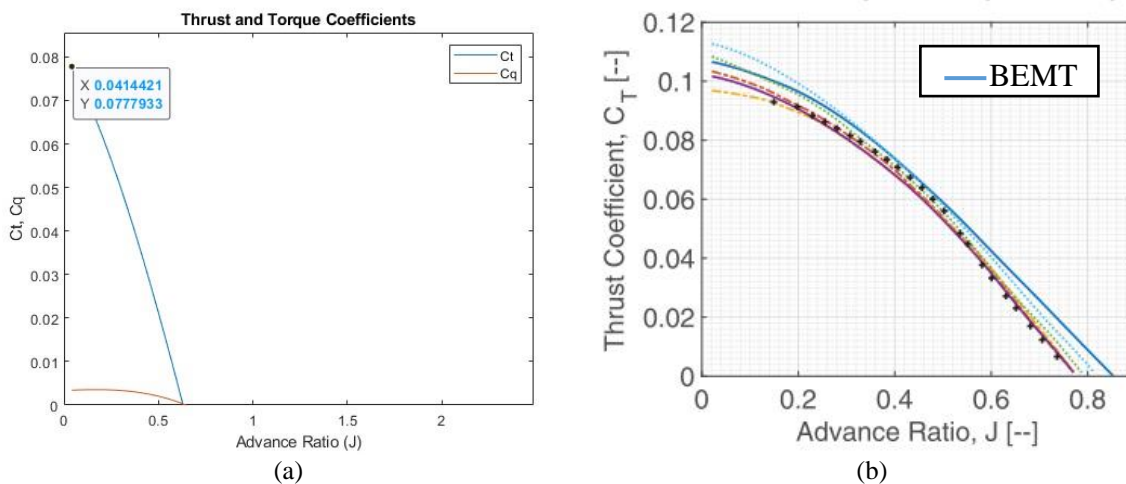 Thrust and Torque Coefficients
Ct, Cq
0.08
0.07
0.06
0.05
0.04
0.03
0.02
0.01
0
X 0.0414421
Y 0.0777933
Ct
Cq
0
0.5
1
1.5
2
Advance Ratio (J)
(a)
Thrust Coefficient, C_T [--]
0.12
0.1
0.08
0.06
0.04
0.02
0
BEMT
0
0.2
0.4
0.6
0.8
Advance Ratio, J [--]
(b)